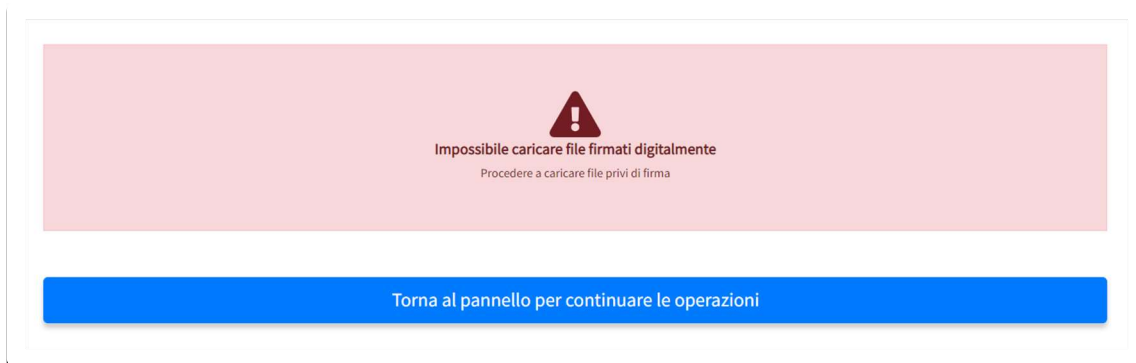 Impossibile caricare file firmati digitalmente
Procedere a caricare file privi di firma
Torna al pannello per continuare le operazioni